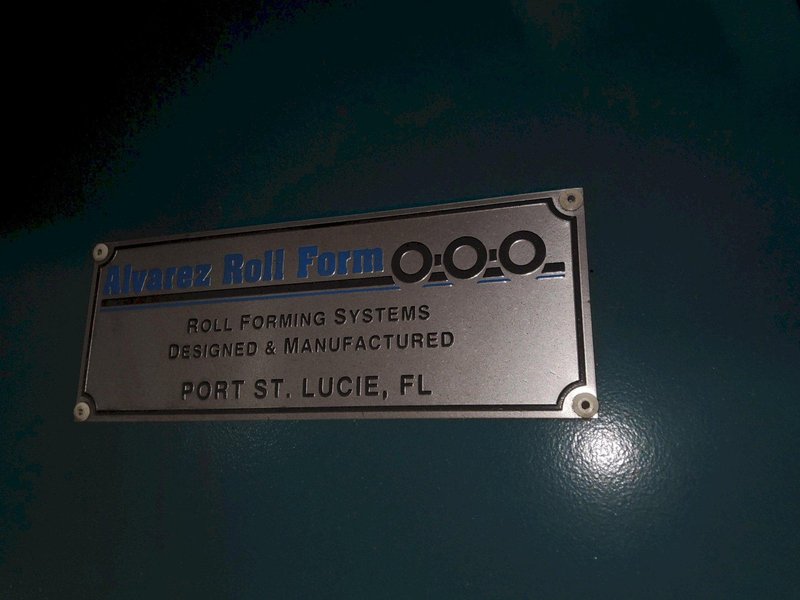 Alvarez Roll Form
ROLL FORMING SYSTEMS
DESIGNED & MANUFACTURED
PORT ST. LUCIE, FL